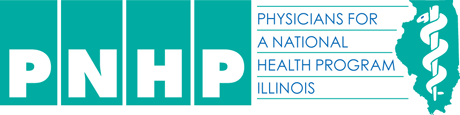 PNHP
PHYSICIANS FOR
A NATIONAL
HEALTH PROGRAM
ILLINOIS